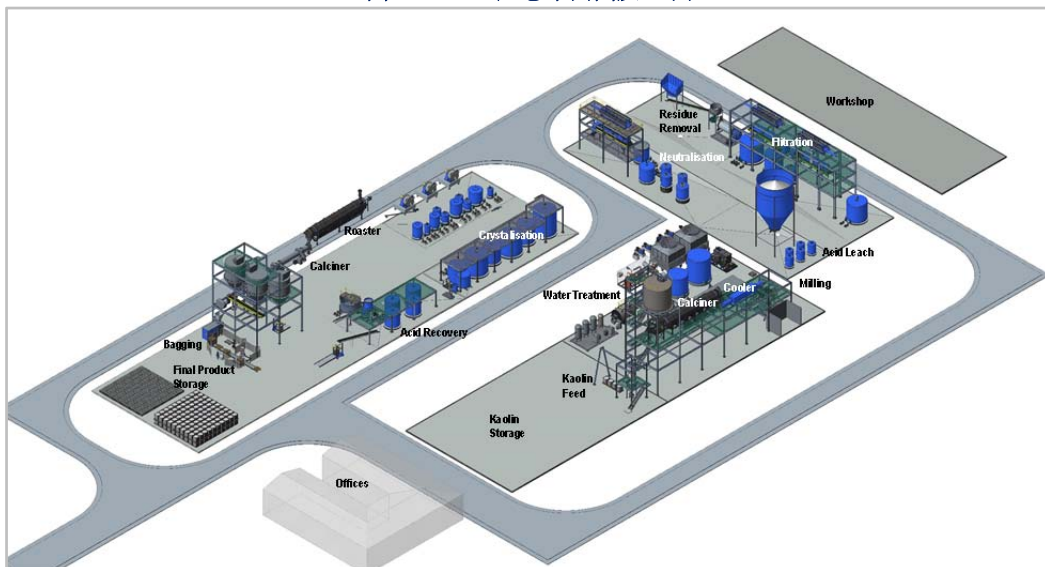 Workshop
Residue
Removal
Flitration
Neutralisation
Roaster
Crystalisation
Calciner
Acid Leach
Milling
Water Treatment
Cooler
Calciner
Acid Recovery
Bagging
Final Product
Storage
Kaolin
Feed
Kaolin
Storage
Offices